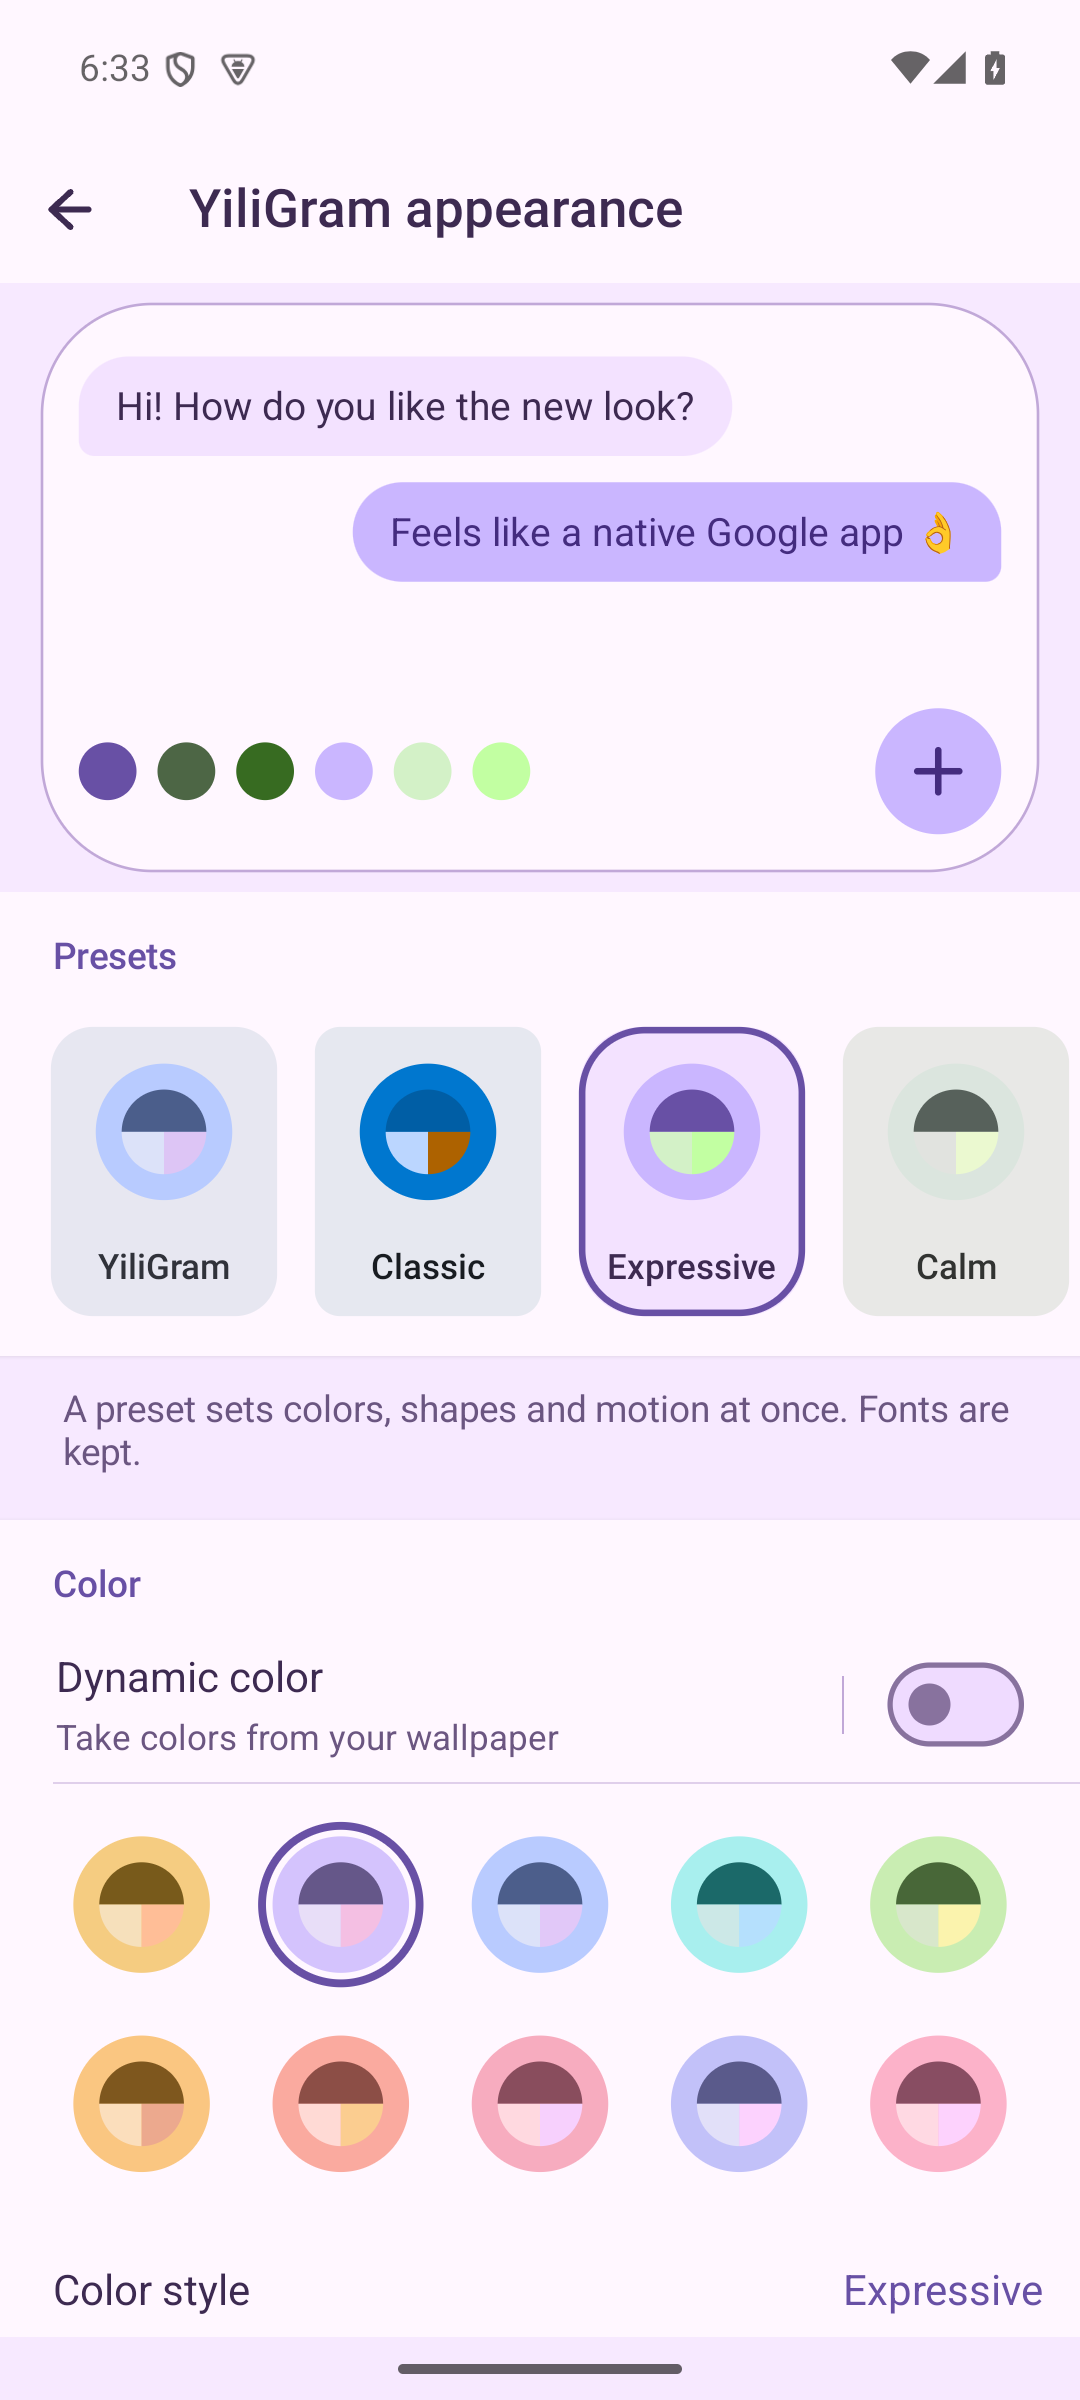 6:33
YiliGram appearance
Hi! How do you like the new look?
Feels like a native Google app 👌
Presets
YiliGram
Classic
Expressive
Calm
A preset sets colors, shapes and motion at once. Fonts are
kept.
Color
Dynamic color
Take colors from your wallpaper
Color style
Expressive